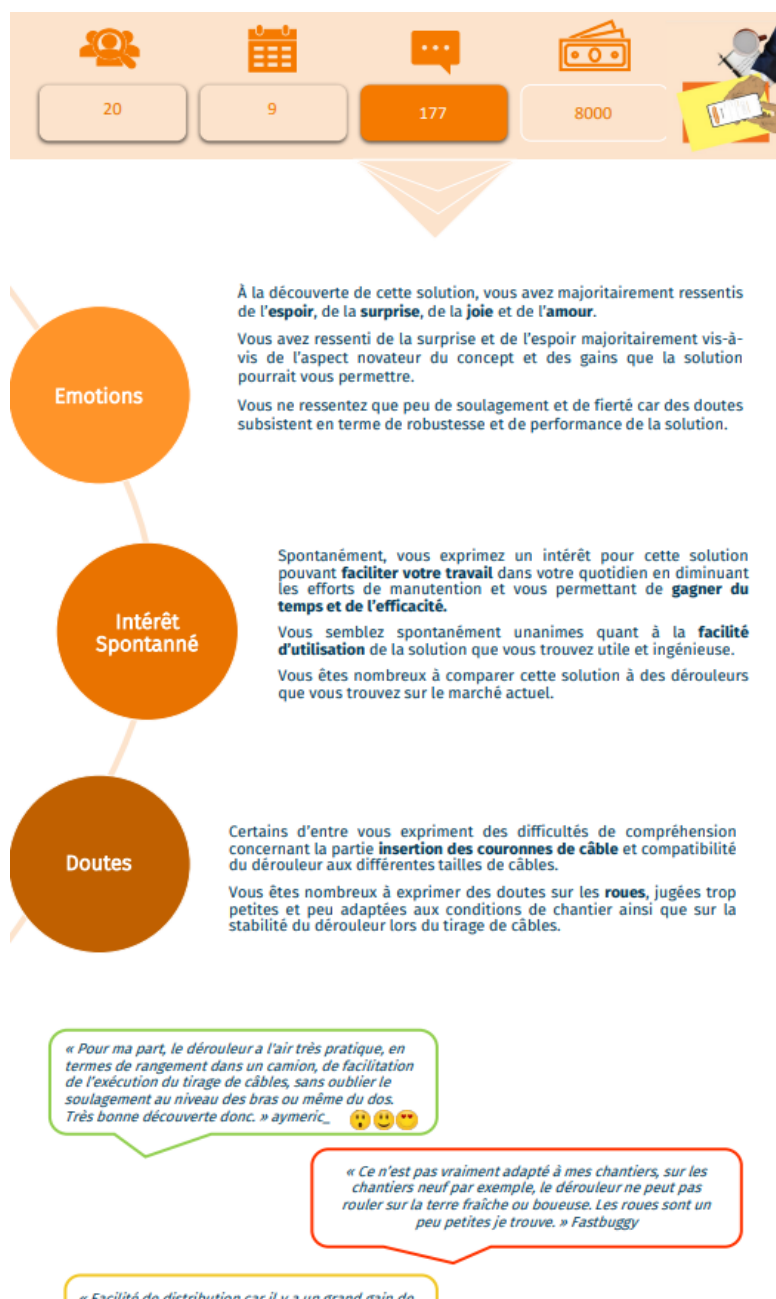 20
9
177
8000
À la découverte de cette solution, vous avez majoritairement ressentis
de l'espoir, de la surprise, de la joie et de l'amour.
Vous avez ressenti de la surprise et de l'espoir majoritairement vis-à-
vis de l'aspect novateur du concept et des gains que la solution
pourrait vous permettre.
Vous ne ressentez que peu de soulagement et de fierté car des doutes
subsistent en terme de robustesse et de performance de la solution.
Emotions
Spontanément, vous exprimez un intérêt pour cette solution
pouvant faciliter votre travail dans votre quotidien en diminuant
les efforts de manutention et vous permettant de gagner du
temps et de l'efficacité.
Vous semblez spontanément unanimes quant à la facilité
d'utilisation de la solution que vous trouvez utile et ingénieuse.
Vous êtes nombreux à comparer cette solution à des dérouleurs
que vous trouvez sur le marché actuel.
Intérêt
Spontanné
Certains d'entre vous expriment des difficultés de compréhension
concernant la partie insertion des couronnes de câble et compatibilité
du dérouleur aux différentes tailles de câbles.
Vous êtes nombreux à exprimer des doutes sur les roues, jugées trop
petites et peu adaptées aux conditions de chantier ainsi que sur la
stabilité du dérouleur lors du tirage de câbles.
Doutes
« Pour ma part, le dérouleur a l'air très pratique, en
termes de rangement dans un camion, de facilitation
de l'exécution du tirage de câbles, sans oublier le
soulagement au niveau des bras ou même du dos.
Très bonne découverte donc. » aymeric_
« Ce n'est pas vraiment adapté à mes chantiers, sur les
chantiers neuf par exemple, le dérouleur ne peut pas
rouler sur la terre fraîche ou boueuse. Les roues sont un
peu petites je trouve. » Fastbuggy
« Facilité de distribution car il y a un grand gain de